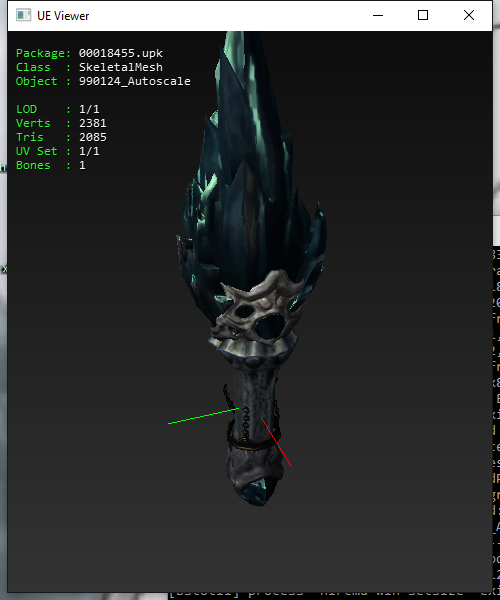 UE Viewer
Package: 00018455.upk
Class : SkeletalMesh
Object : 990124_Autoscale
LOD : 1/1
Verts : 2381
Tris : 2085
UV Set : 1/1
Bones : 1